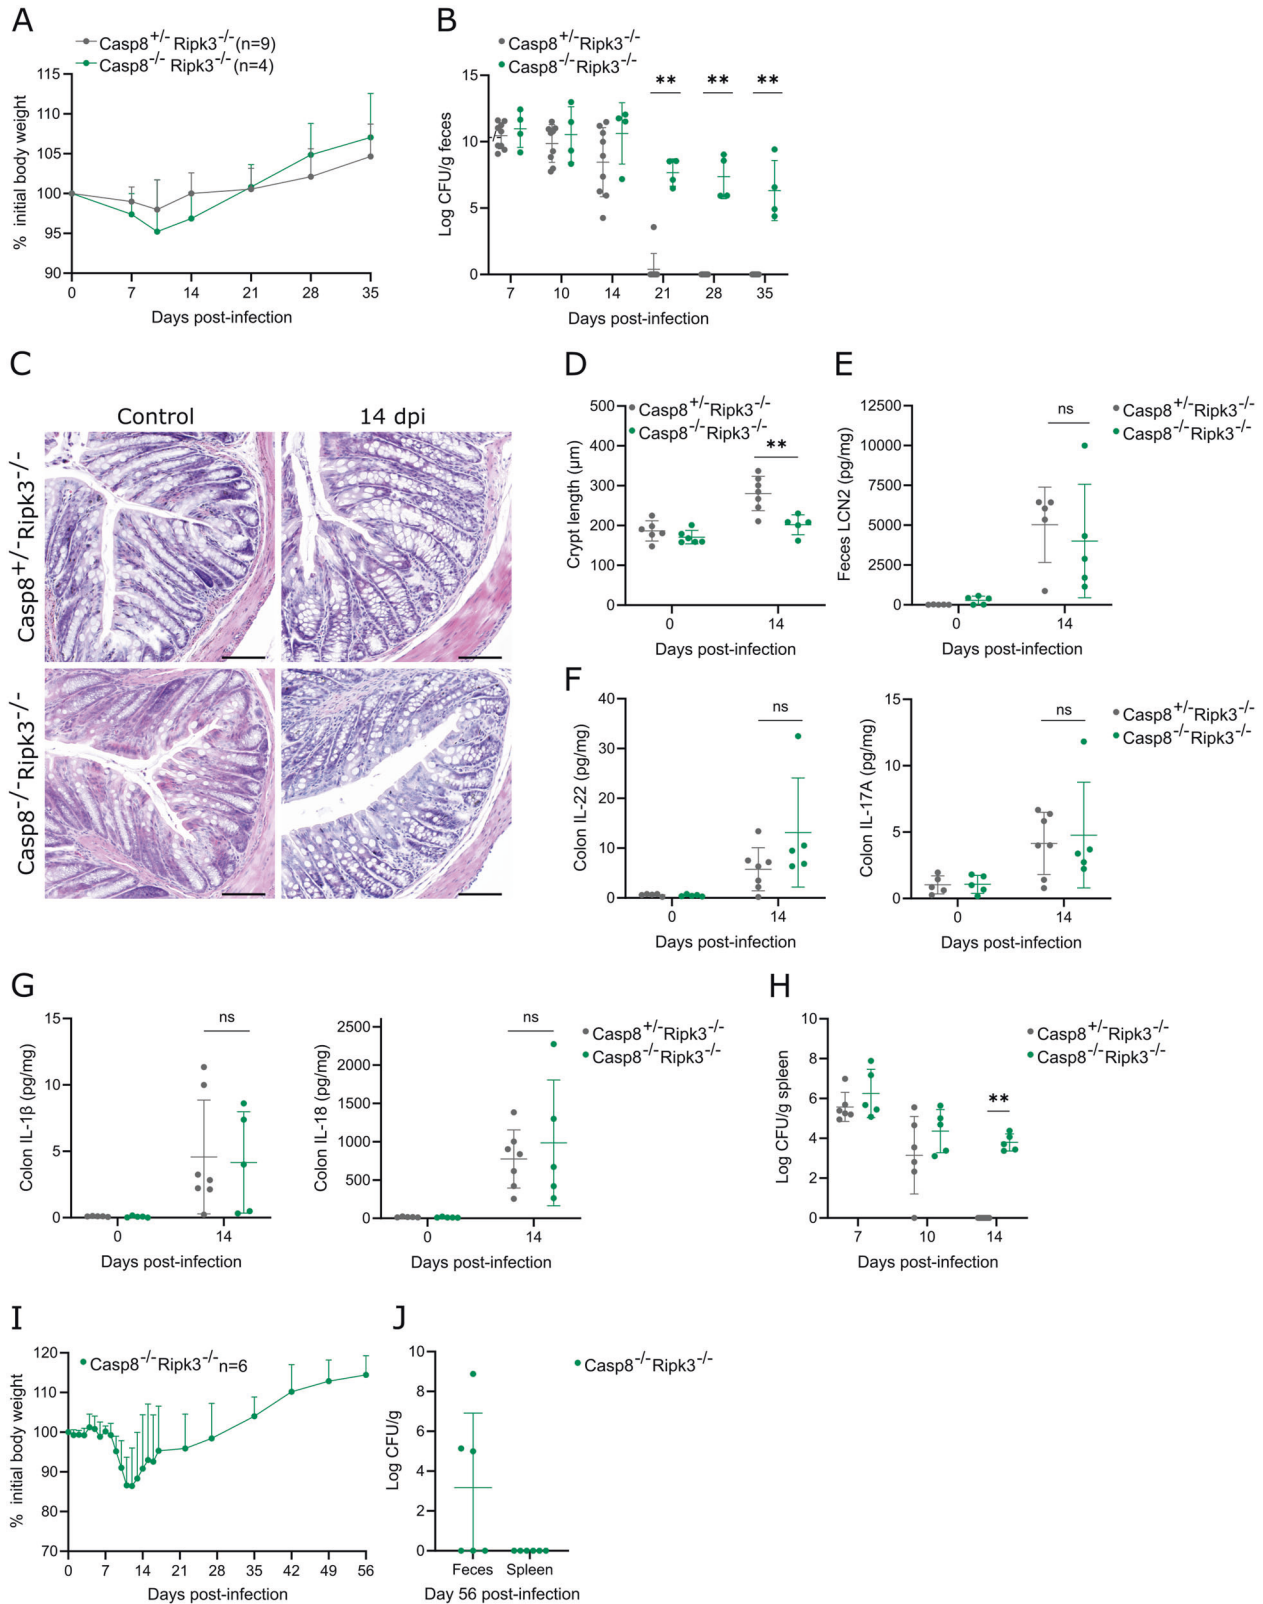 A
Casp8+/- Ripk3-/- (n=9)
Casp8-/- Ripk3-/- (n=4)
115
110
105
100
95
90
% initial body weight
0 7 14 21 28 35
Days post-infection
B
Casp8+/-Ripk3-/-
Casp8-/-Ripk3-/-
** ** **
15
10
5
0
Log CFU/g feces
7 10 14 21 28 35
Days post-infection
C
Control 14 dpi
Casp8+/-Ripk3-/-
Casp8-/-Ripk3-/-
D
Casp8+/-Ripk3-/-
Casp8-/-Ripk3-/-
**
500
400
300
200
100
0
Crypt length (µm)
0 14
Days post-infection
E
Casp8+/-Ripk3-/-
Casp8-/-Ripk3-/-
ns
12500
10000
7500
5000
2500
0
Feces LCN2 (pg/mg)
0 14
Days post-infection
F
40
30
20
10
0
Colon IL-22 (pg/mg)
ns
0 14
Days post-infection
15
10
5
0
Colon IL-17A (pg/mg)
ns
0 14
Days post-infection
Casp8+/-Ripk3-/-
Casp8-/-Ripk3-/-
G
15
10
5
0
Colon IL-1β (pg/mg)
ns
0 14
Days post-infection
2500
2000
1500
1000
500
0
Colon IL-18 (pg/mg)
ns
0 14
Days post-infection
Casp8+/-Ripk3-/-
Casp8-/-Ripk3-/-
H
10
8
6
4
2
0
Log CFU/g spleen
**
7 10 14
Days post-infection
Casp8+/-Ripk3-/-
Casp8-/-Ripk3-/-
I
Casp8-/-Ripk3-/- n=6
120
110
100
90
80
70
% initial body weight
0 7 14 21 28 35 42 49 56
Days post-infection
J
10
8
6
4
2
0
Log CFU/g
Feces Spleen
Day 56 post-infection
Casp8-/-Ripk3-/-